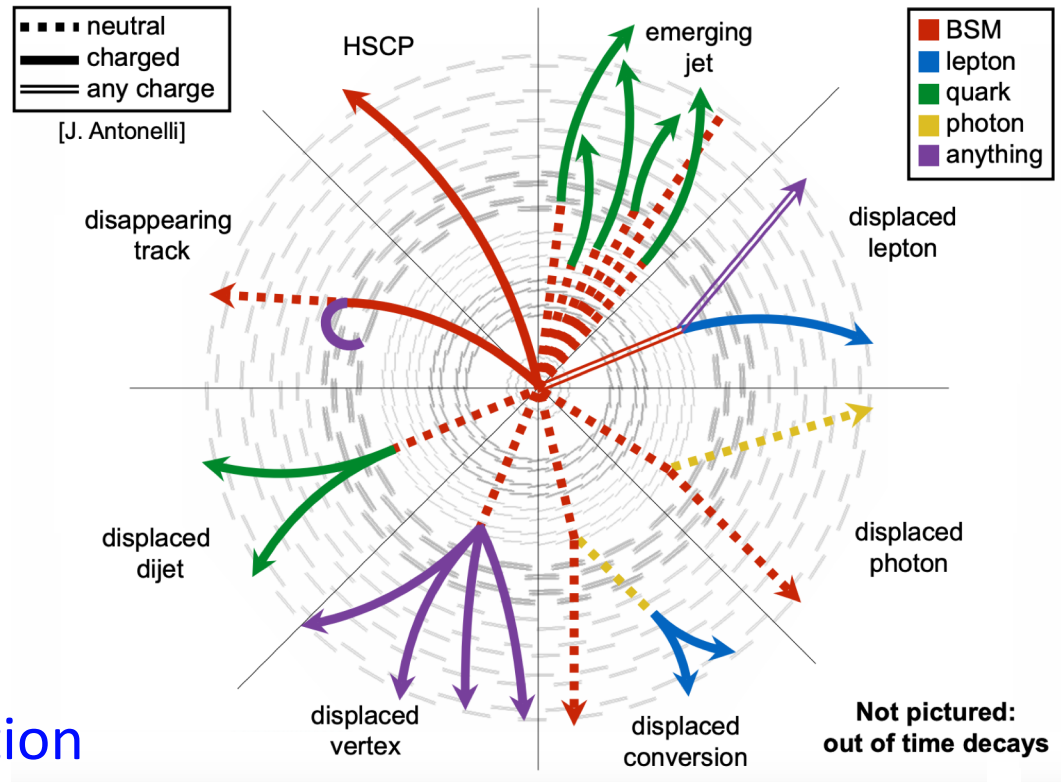 neutral
charged
any charge
[J. Antonelli]
HSCP
emerging
jet
BSM
lepton
quark
photon
anything
disappearing
track
displaced
lepton
displaced
dijet
displaced
photon
displaced
vertex
displaced
conversion
Not pictured:
out of time decays
tion